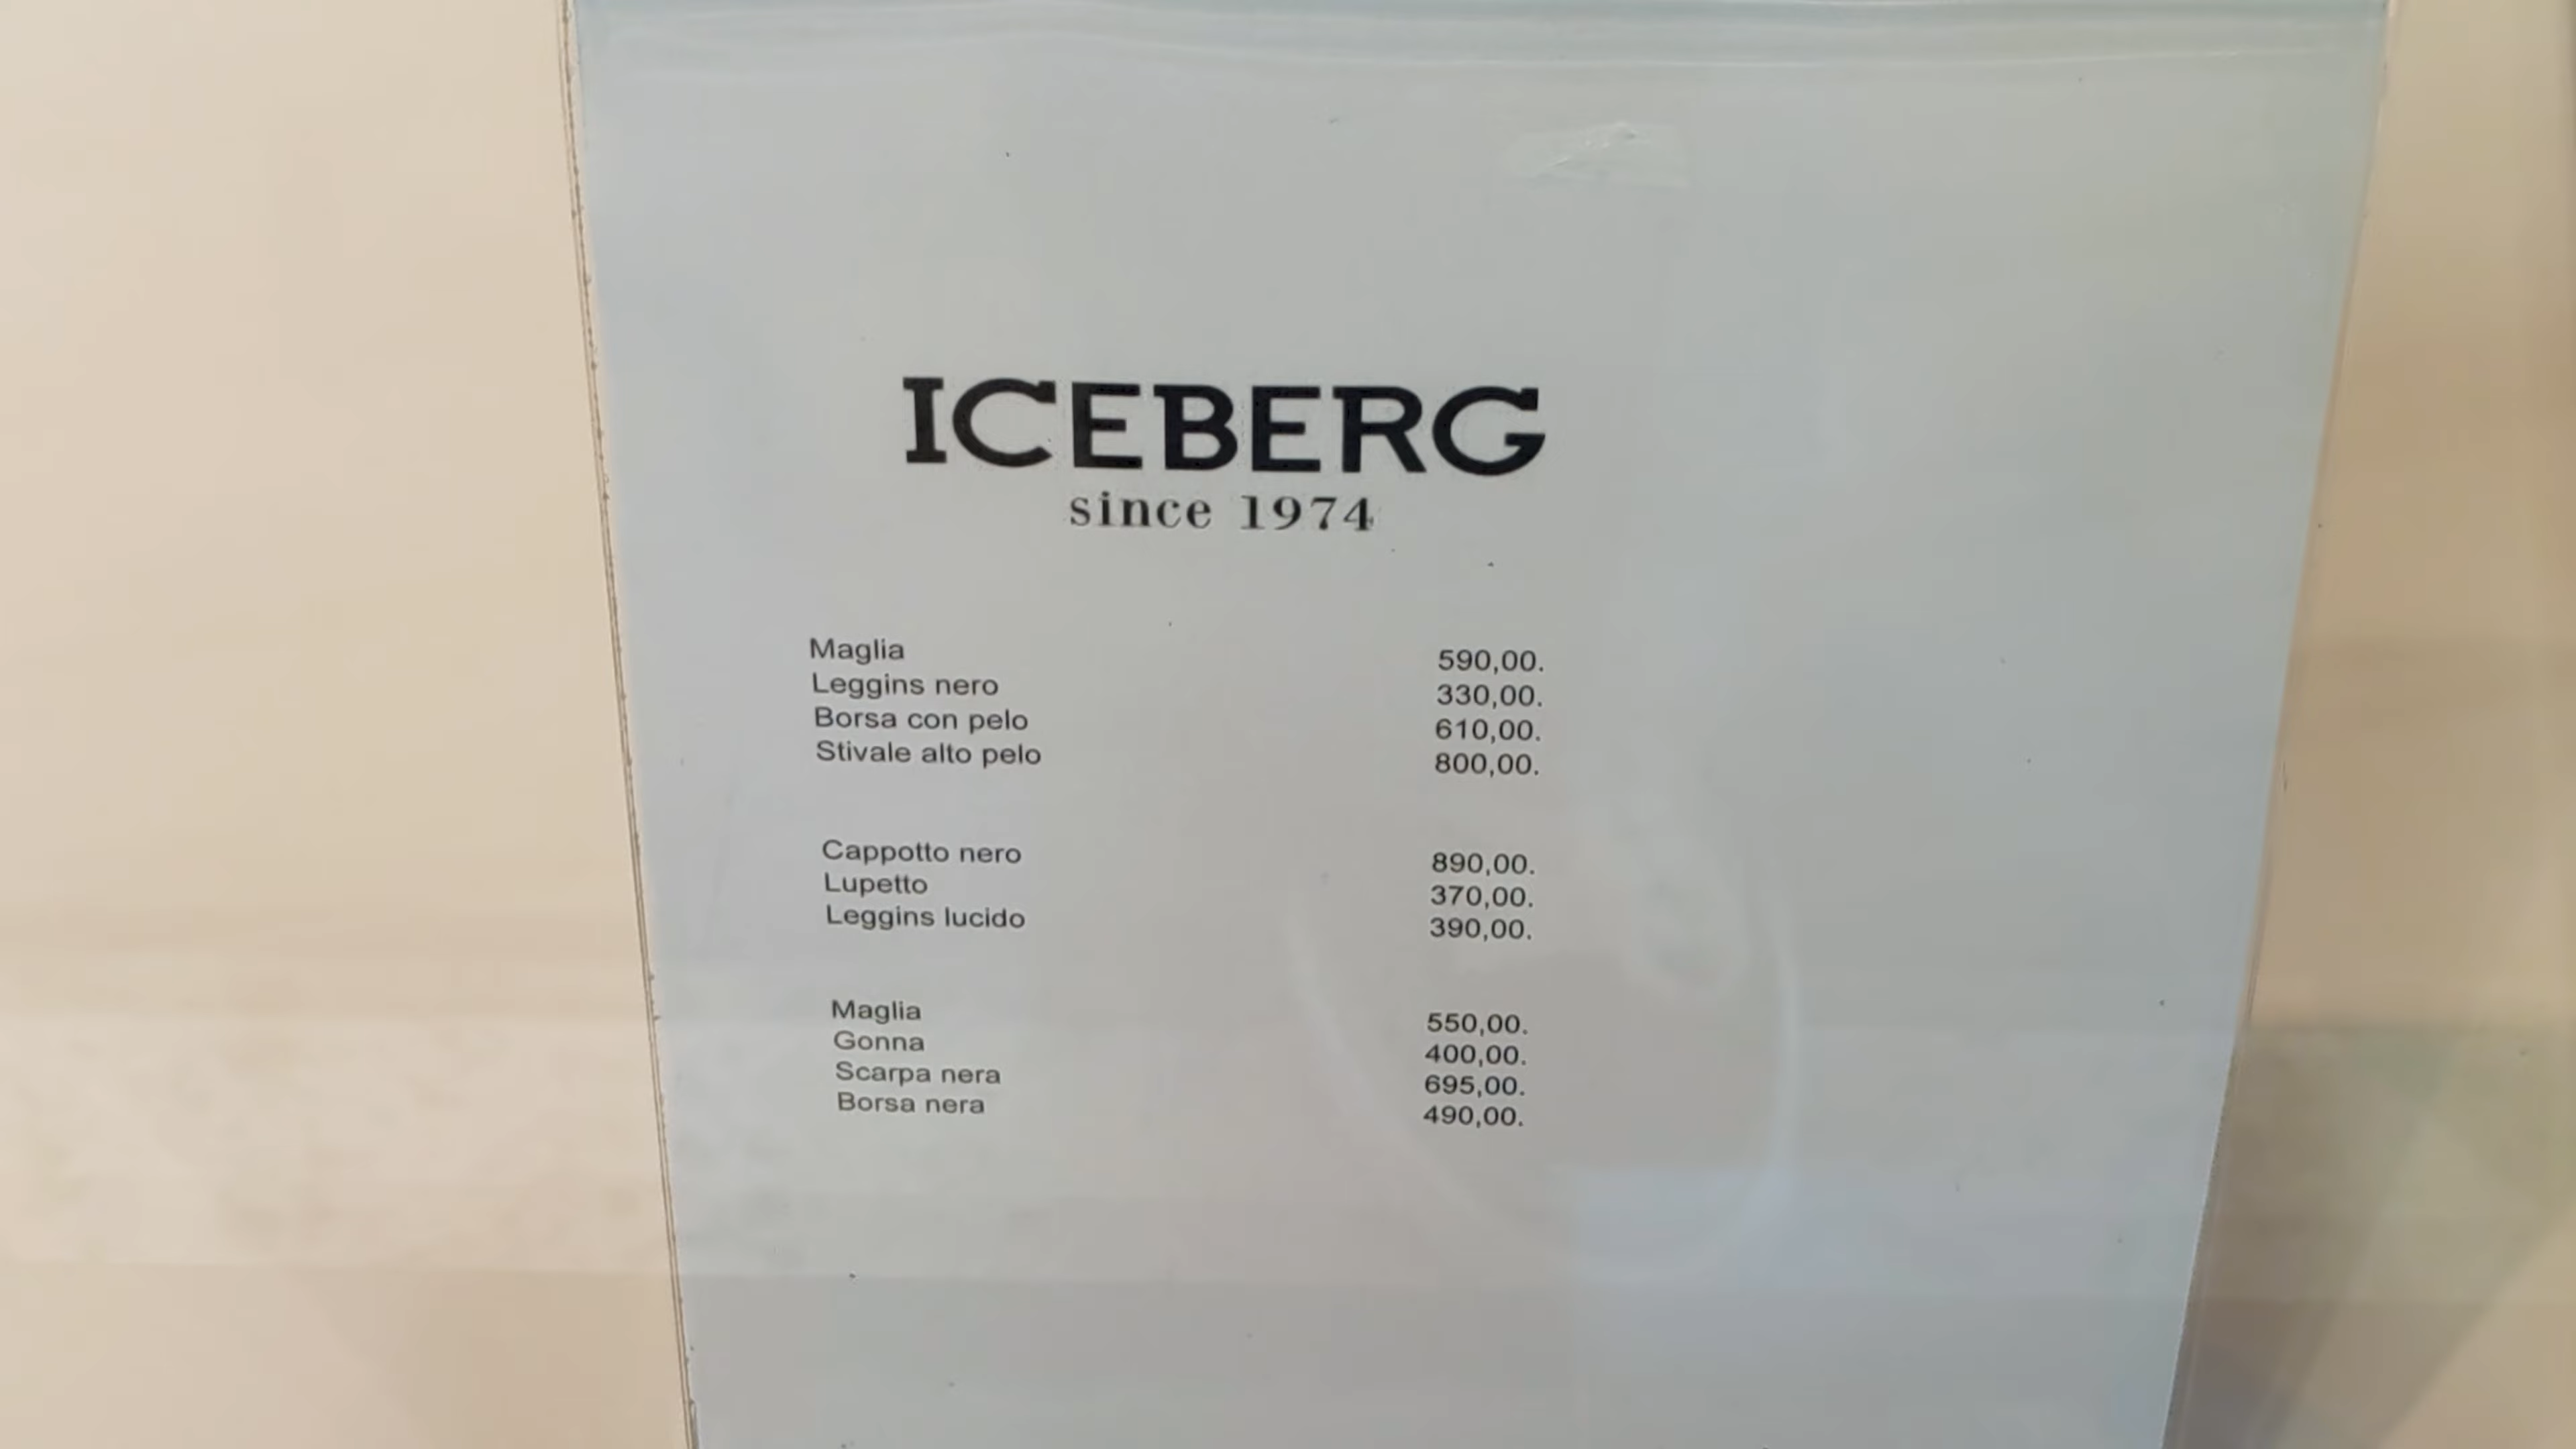 ICEBERG
since 1974
Maglia 590,00.
Leggins nero 330,00.
Borsa con pelo 610,00.
Stivale alto pelo 800,00.
Cappotto nero 890,00.
Lupetto 370,00.
Leggins lucido 390,00.
Maglia 550,00.
Gonna 400,00.
Scarpa nera 695,00.
Borsa nera 490,00.